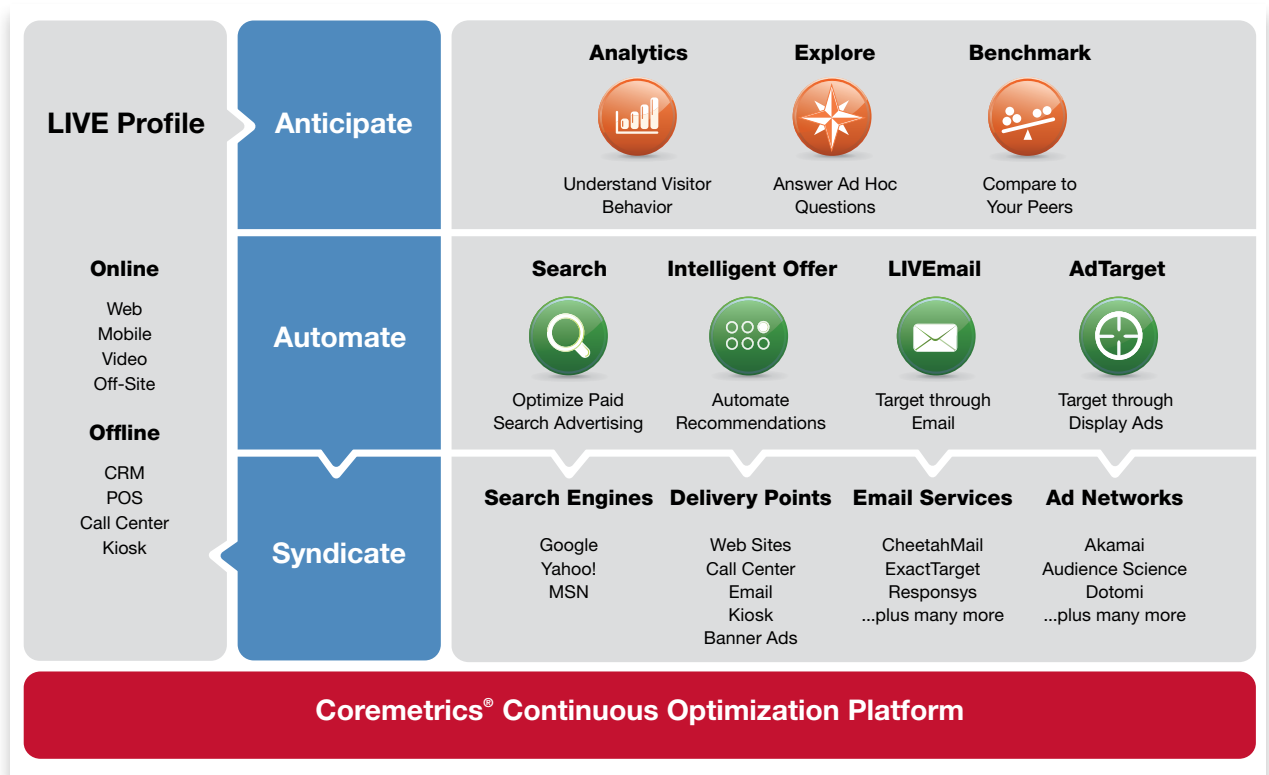 LIVE Profile
Online
Web
Mobile
Video
Off-Site
Offline
CRM
POS
Call Center
Kiosk
Anticipate
Analytics
Understand Visitor
Behavior
Explore
Answer Ad Hoc
Questions
Benchmark
Compare to
Your Peers
Automate
Search
Optimize Paid
Search Advertising
Intelligent Offer
Automate
Recommendations
LIVEmail
Target through
Email
AdTarget
Target through
Display Ads
Syndicate
Search Engines
Google
Yahoo!
MSN
Delivery Points
Web Sites
Call Center
Email
Kiosk
Banner Ads
Email Services
CheetahMail
ExactTarget
Responsys
...plus many more
Ad Networks
Akamai
Audience Science
Dotomi
...plus many more
Coremetrics® Continuous Optimization Platform